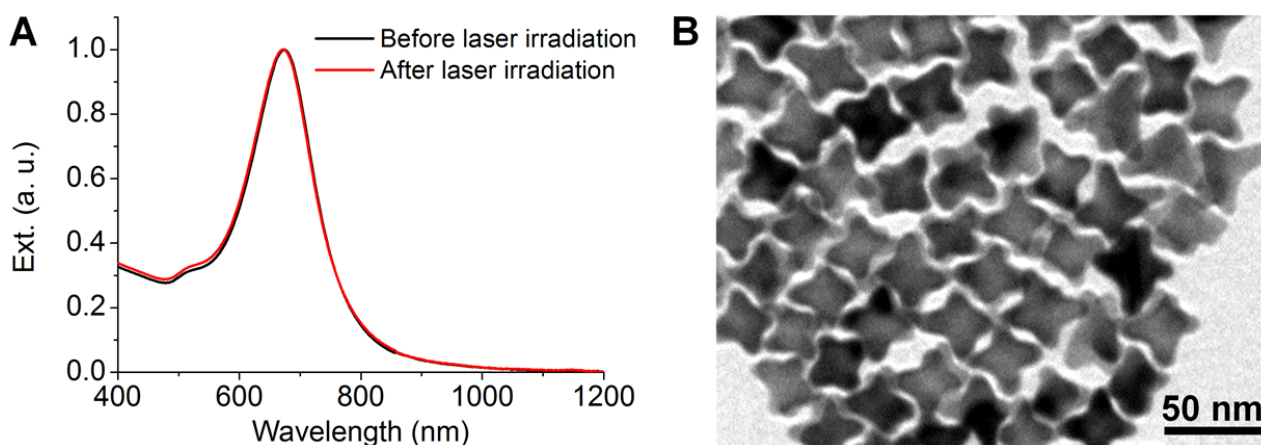 A
Before laser irradiation
After laser irradiation
1.0
0.8
0.6
0.4
0.2
0.0
Ext. (a. u.)
400
600
800
1000
1200
Wavelength (nm)
B
50 nm